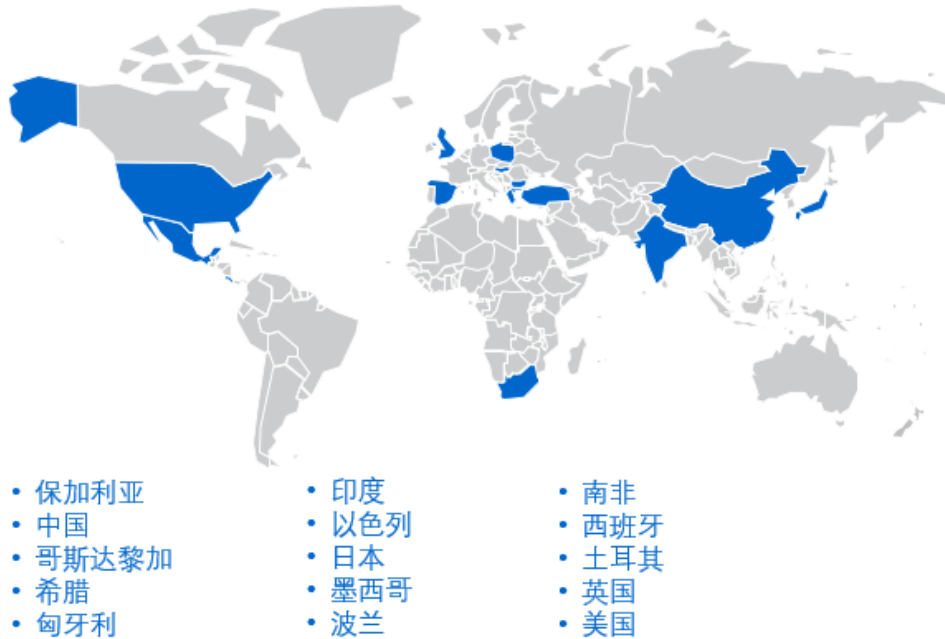 • 保加利亚
• 中国
• 哥斯达黎加
• 希腊
• 匈牙利
• 印度
• 以色列
• 日本
• 墨西哥
• 波兰
• 南非
• 西班牙
• 土耳其
• 英国
• 美国